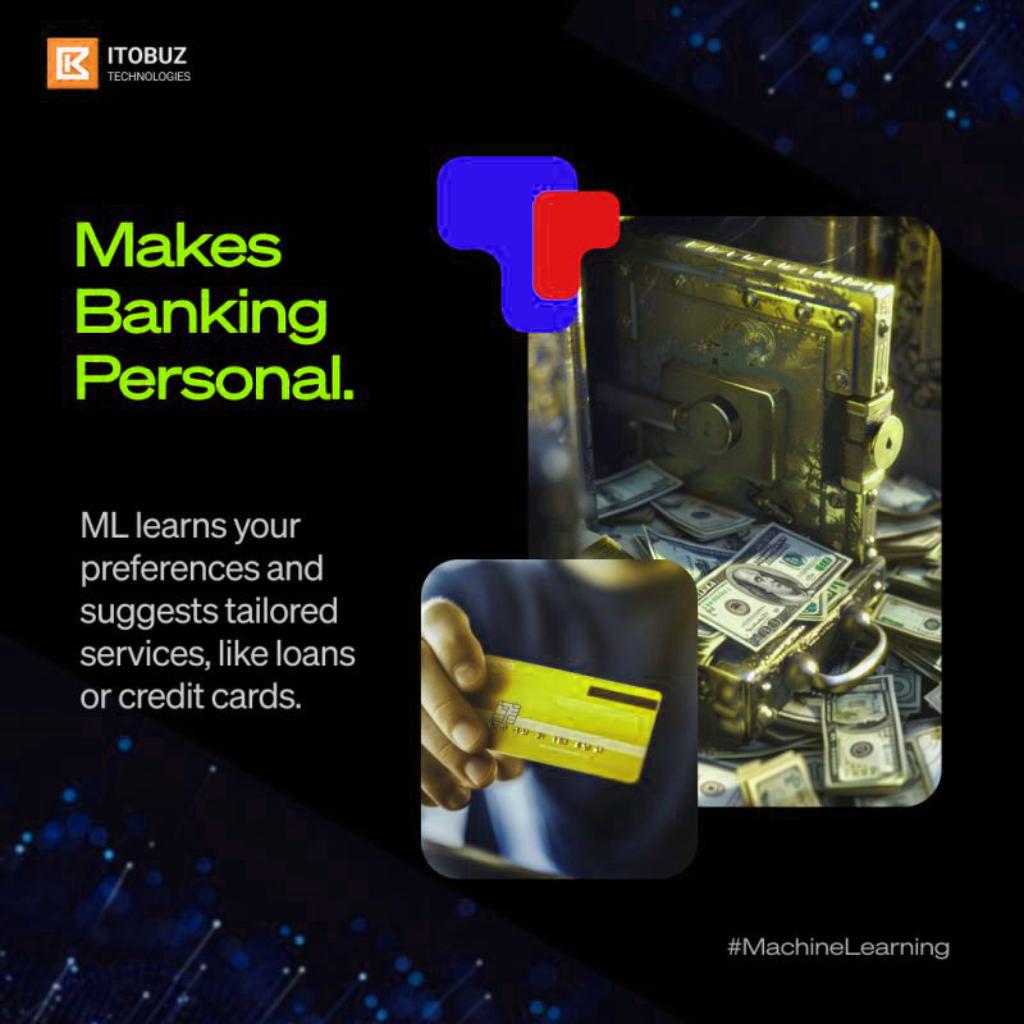 ITOBUZ
TECHNOLOGIES
Makes
Banking
Personal.
ML learns your
preferences and
suggests tailored
services, like loans
or credit cards.
#MachineLearning